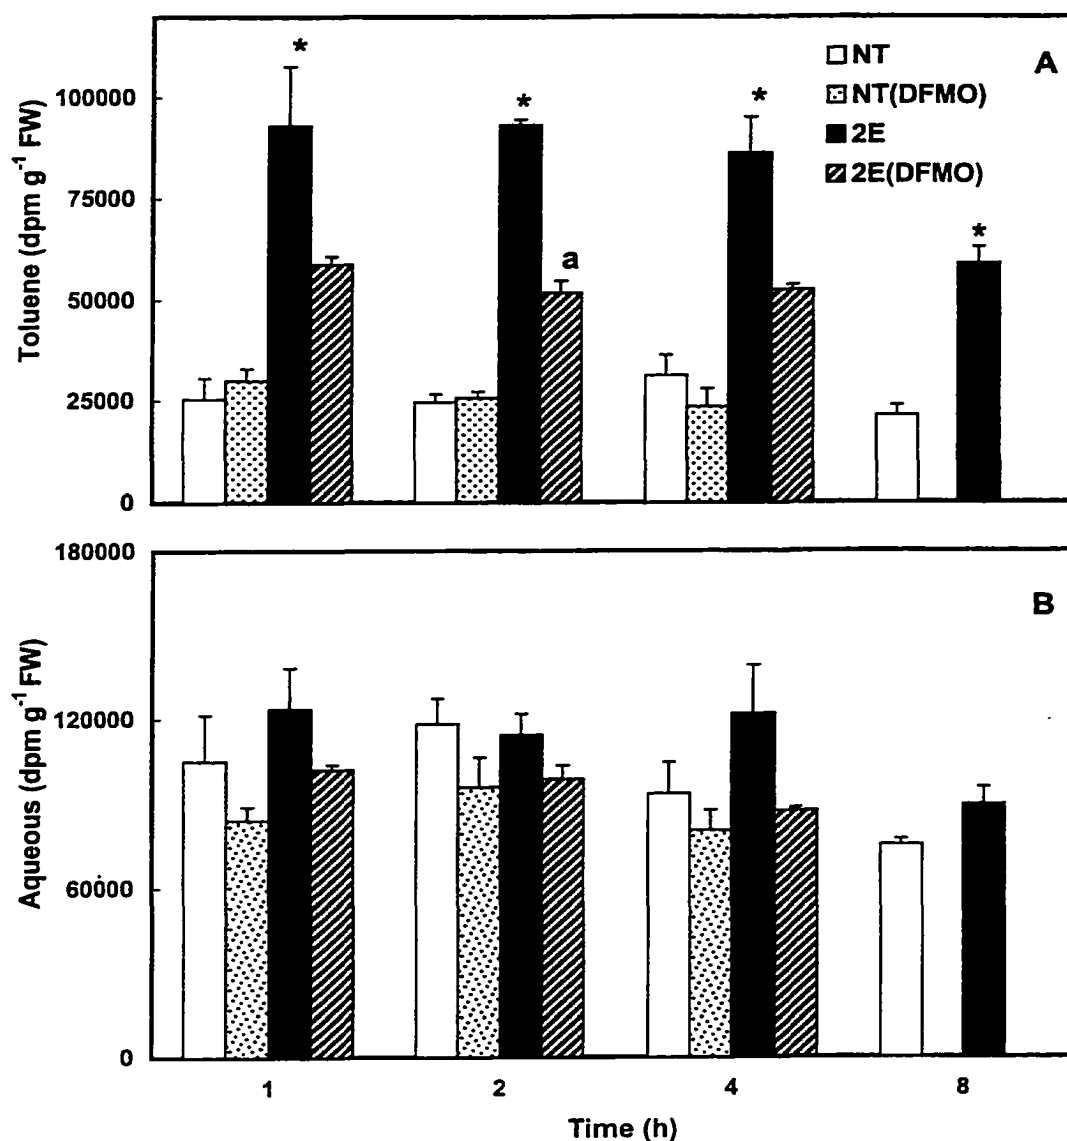 A
NT
NT(DFMO)
2E
2E(DFMO)
Toluene (dpm g⁻¹ FW)
100000
75000
50000
25000
0
*
*
*
*
a
B
Aqueous (dpm g⁻¹ FW)
180000
120000
60000
0
1 2 4 8
Time (h)